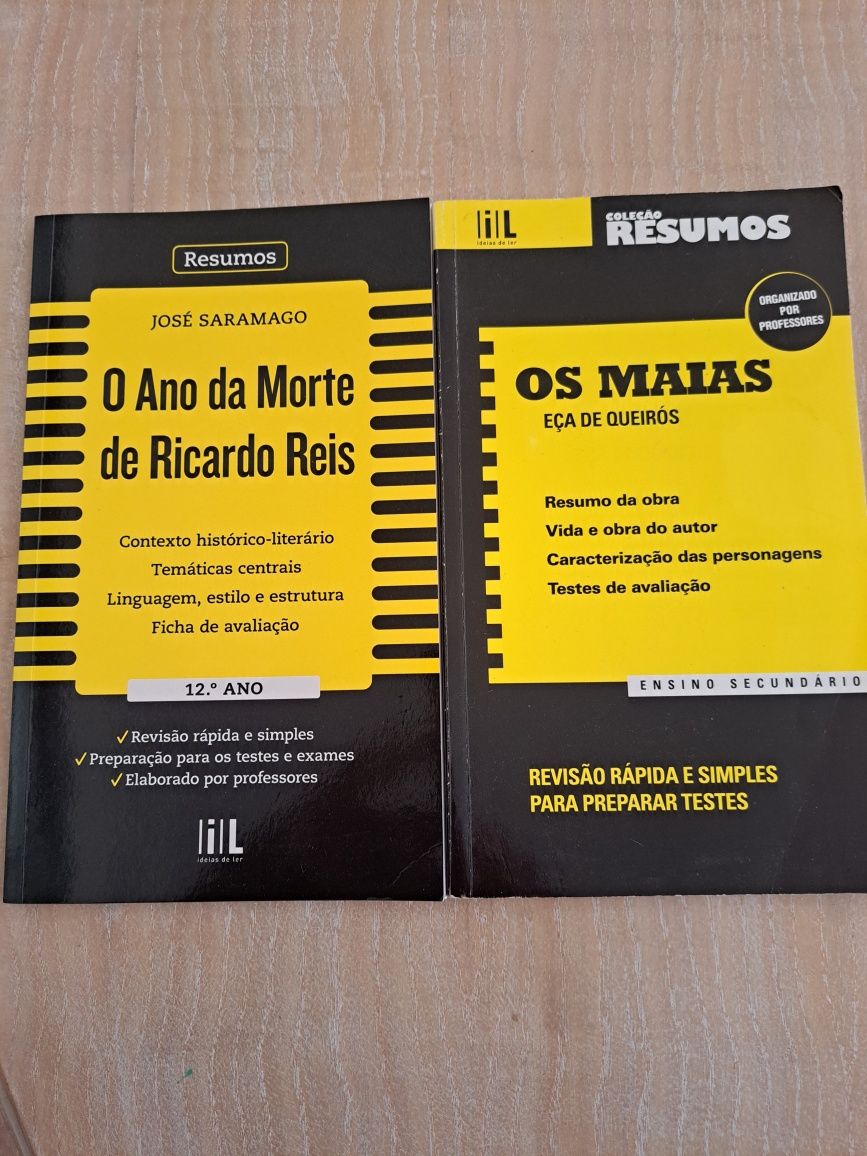 Resumos
JOSÉ SARAMAGO
O Ano da Morte
de Ricardo Reis
Contexto histórico-literário
Temáticas centrais
Linguagem, estilo e estrutura
Ficha de avaliação
12.º ANO
✓Revisão rápida e simples
✓Preparação para os testes e exames
✓Elaborado por professores
|i|L
ideias de ler
|i|L
ideias de ler
COLEÇÃO
RESUMOS
ORGANIZADO
POR
PROFESSORES
OS MAIAS
EÇA DE QUEIRÓS
Resumo da obra
Vida e obra do autor
Caracterização das personagens
Testes de avaliação
ENSINO SECUNDÁRIO
REVISÃO RÁPIDA E SIMPLES
PARA PREPARAR TESTES